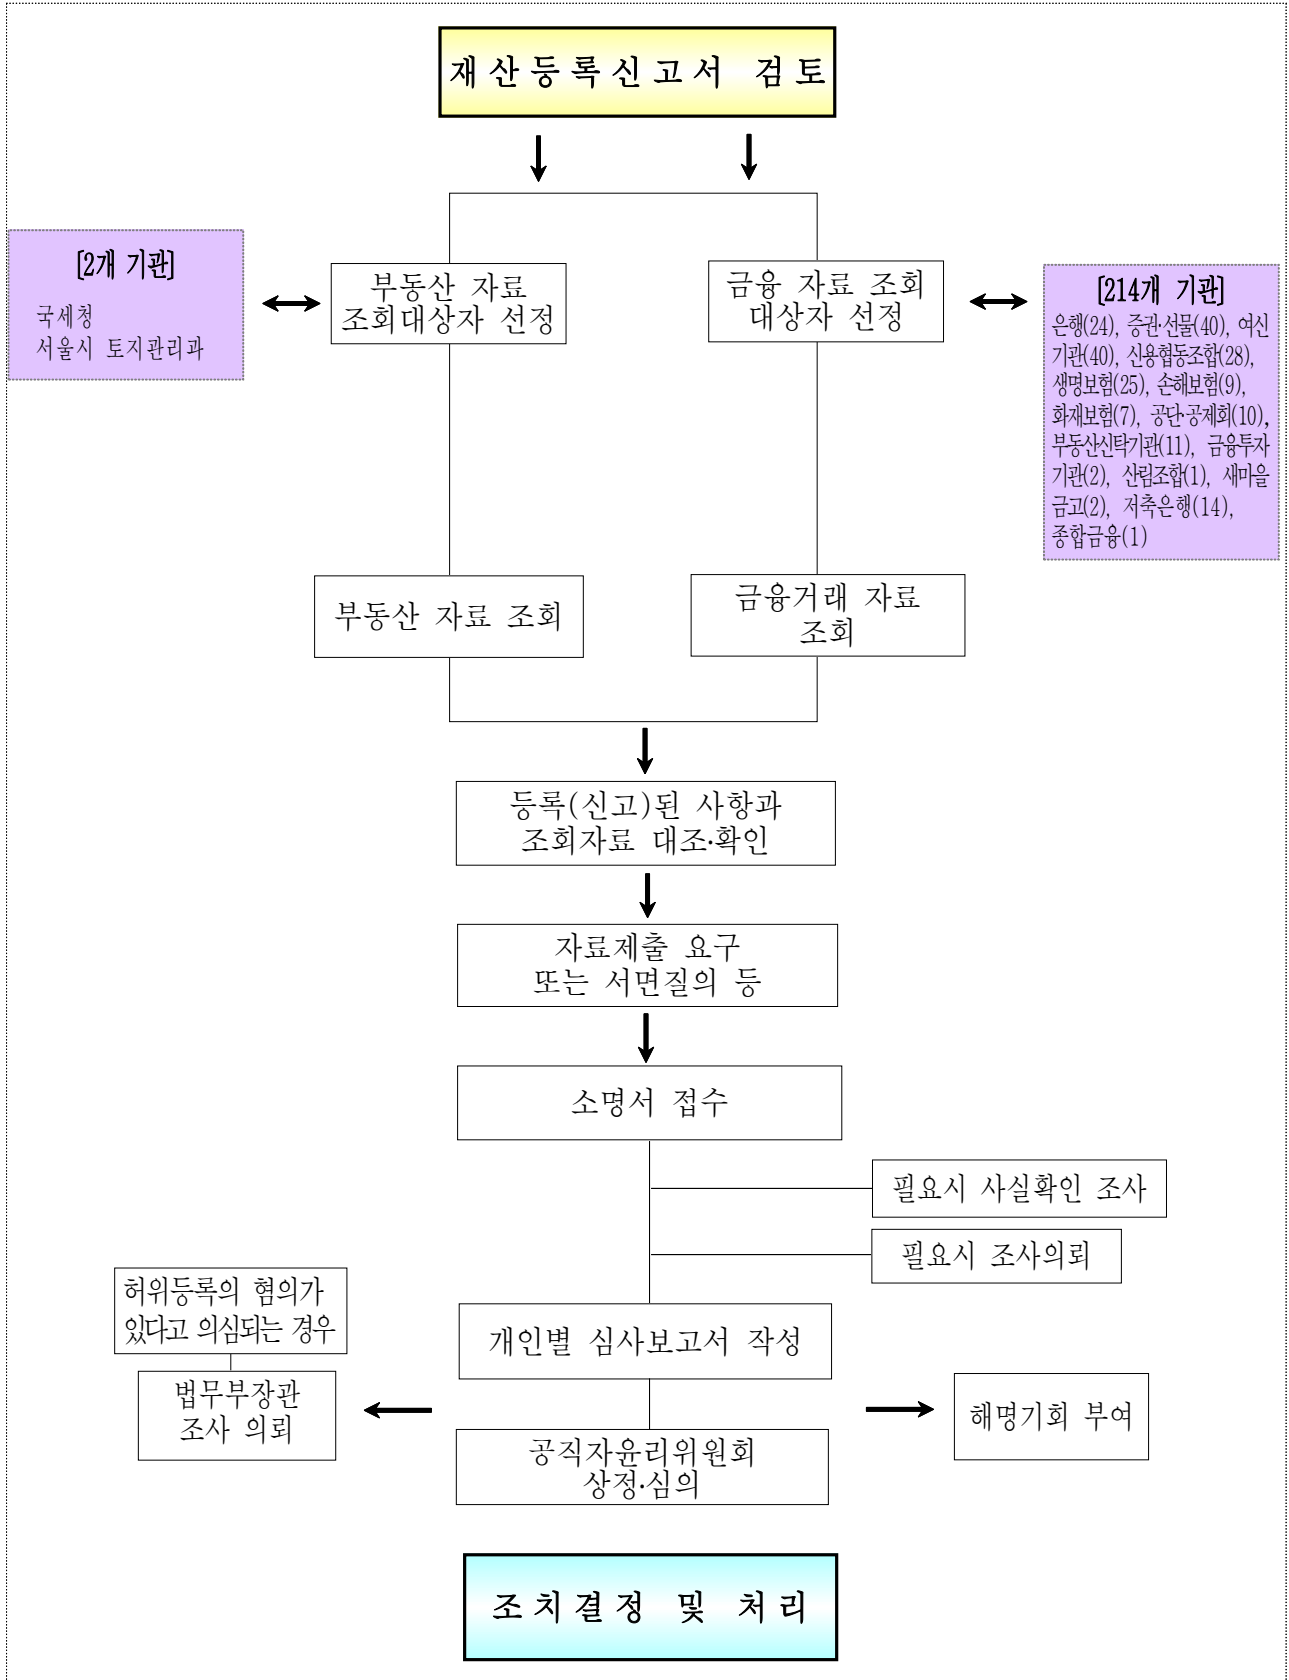 재산등록신고서 검토
[2개 기관]
국세청
서울시 토지관리과
부동산 자료
조회대상자 선정
금융 자료 조회
대상자 선정
[214개 기관]
은행(24), 증권·선물(40), 여신
기관(40), 신용협동조합(28),
생명보험(25), 손해보험(9),
화재보험(7), 공단·공제회(10),
부동산신탁기관(11), 금융투자
기관(2), 산림조합(1), 새마을
금고(2), 저축은행(14),
종합금융(1)
부동산 자료 조회
금융거래 자료
조회
등록(신고)된 사항과
조회자료 대조·확인
자료제출 요구
또는 서면질의 등
소명서 접수
필요시 사실확인 조사
필요시 조사의뢰
허위등록의 혐의가
있다고 의심되는 경우
개인별 심사보고서 작성
법무부장관
조사 의뢰
해명기회 부여
공직자윤리위원회
상정·심의
조치결정 및 처리